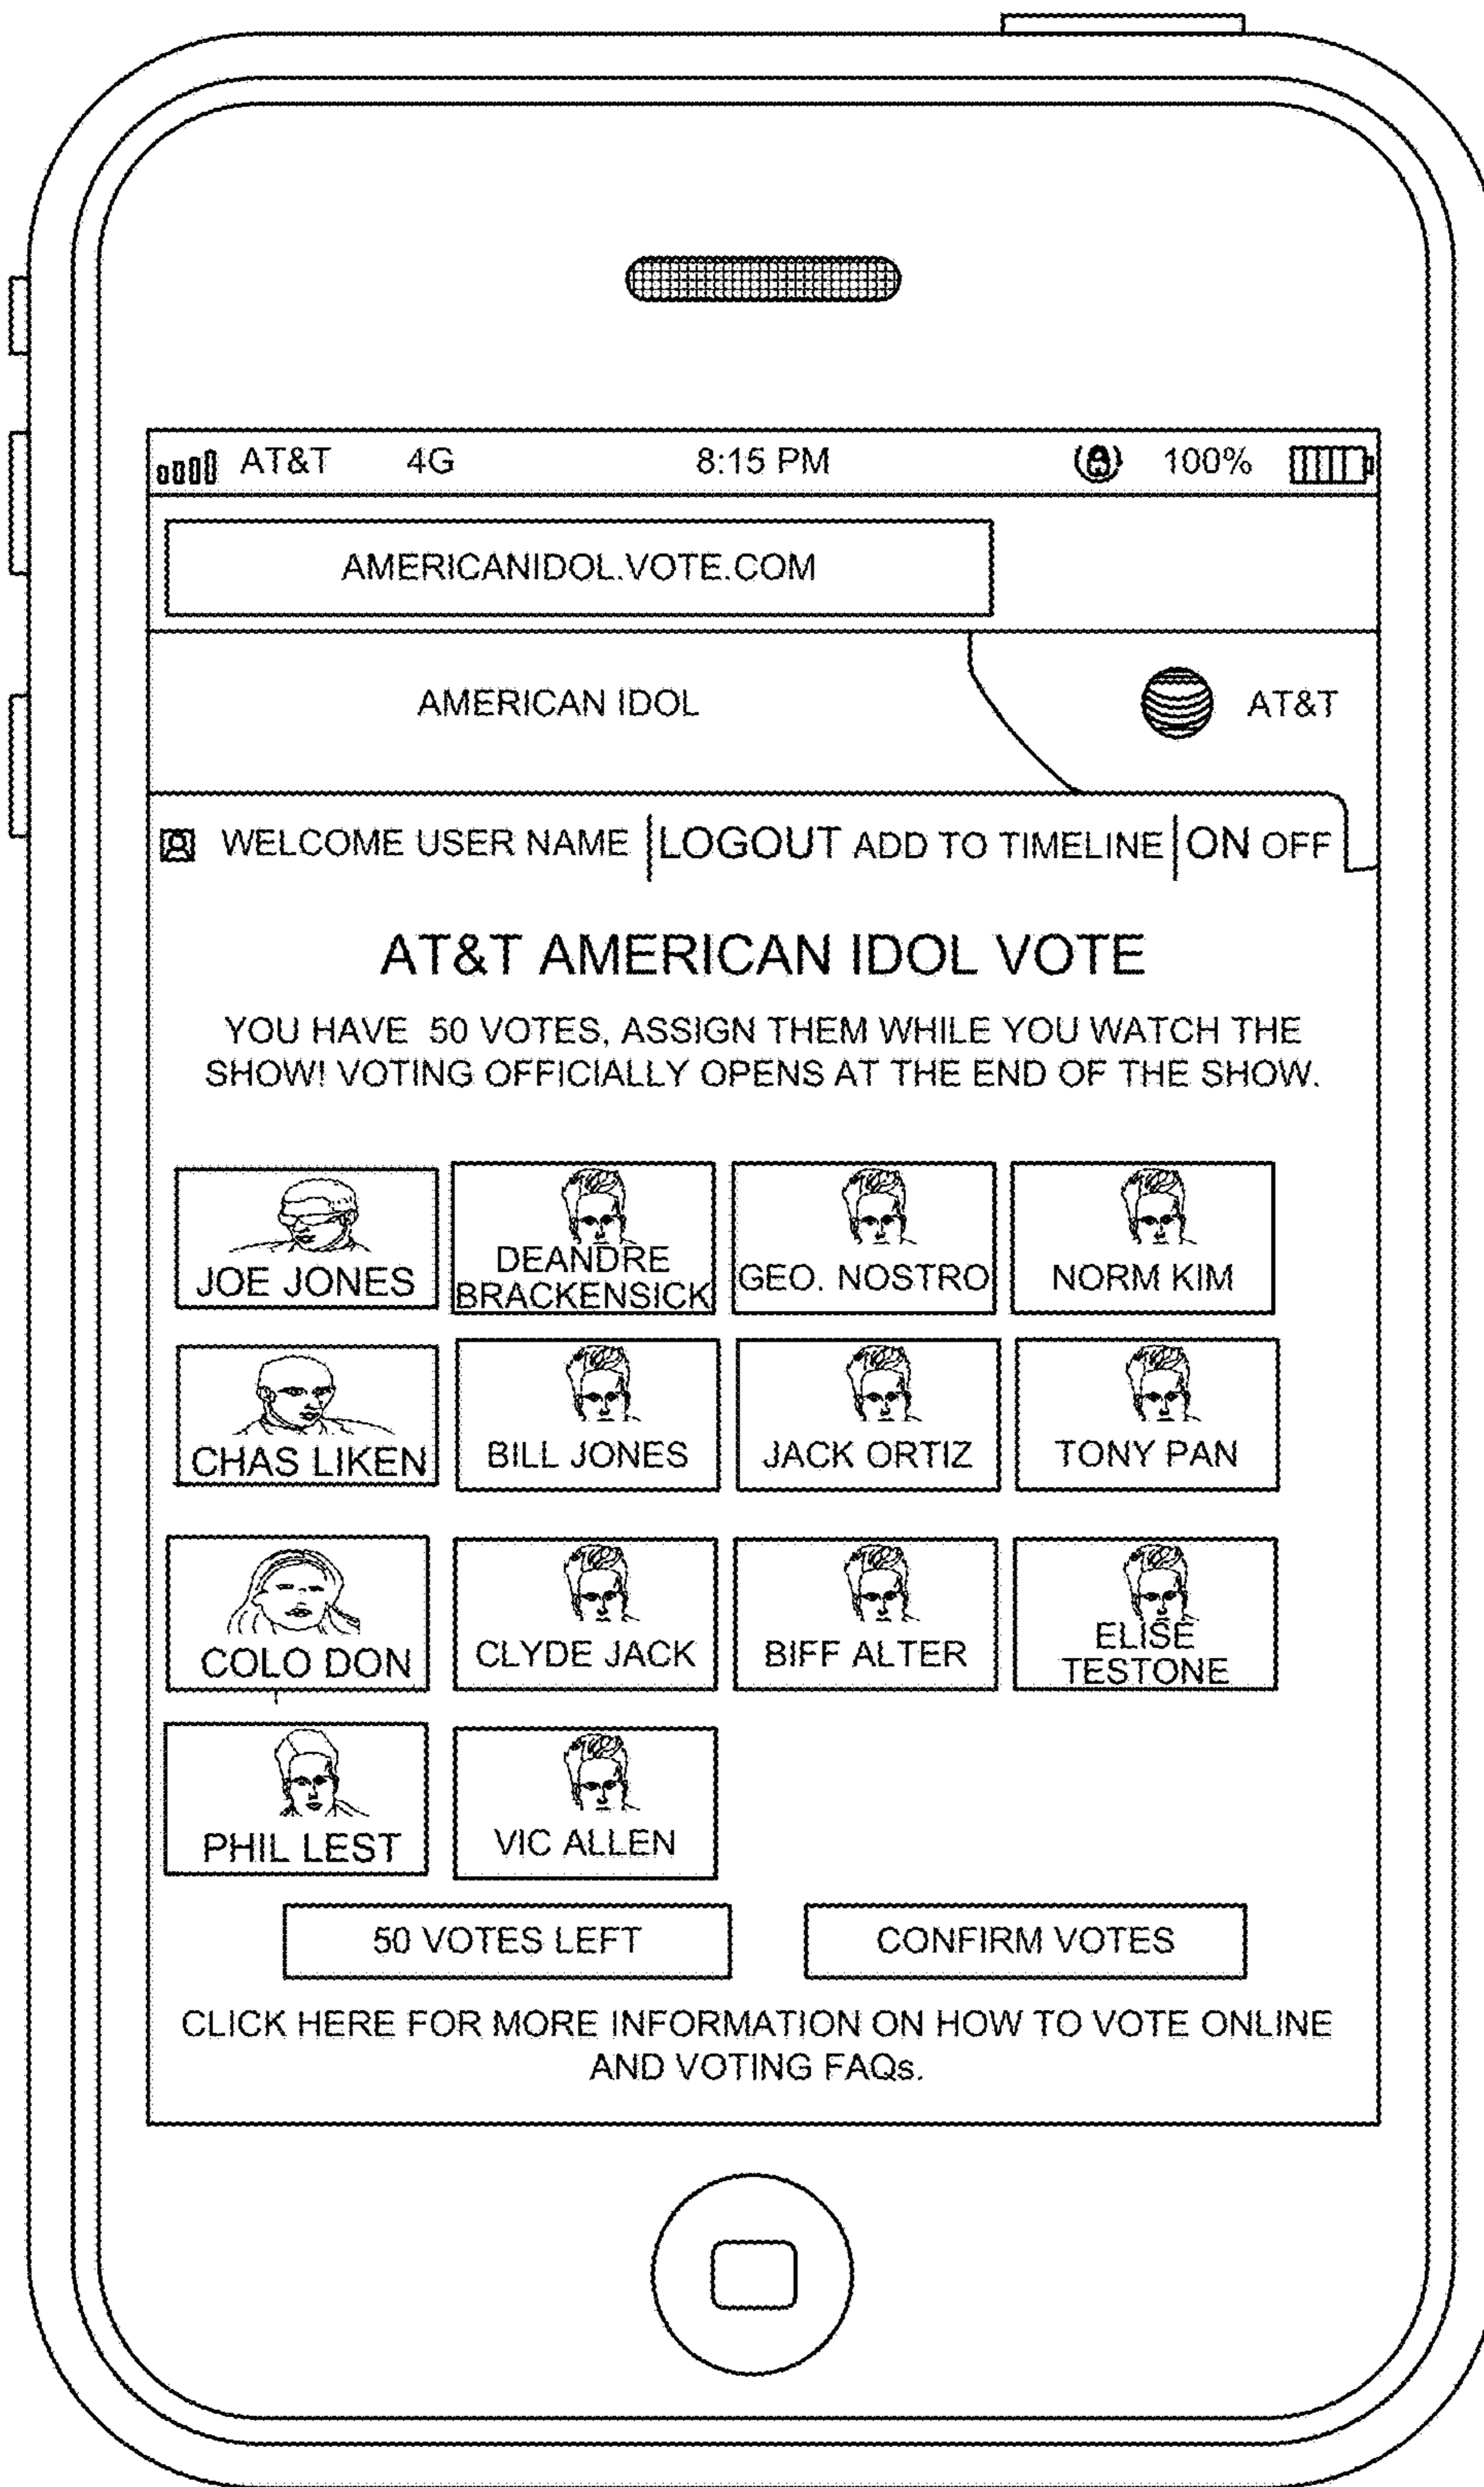 AT&T 4G 8:15 PM 100%
AMERICANIDOL.VOTE.COM
AMERICAN IDOL AT&T
WELCOME USER NAME |LOGOUT ADD TO TIMELINE|ON OFF
AT&T AMERICAN IDOL VOTE
YOU HAVE 50 VOTES, ASSIGN THEM WHILE YOU WATCH THE
SHOW! VOTING OFFICIALLY OPENS AT THE END OF THE SHOW.
JOE JONES
DEANDRE
BRACKENSICK
GEO. NOSTRO
NORM KIM
CHAS LIKEN
BILL JONES
JACK ORTIZ
TONY PAN
COLO DON
CLYDE JACK
BIFF ALTER
ELISE
TESTONE
PHIL LEST
VIC ALLEN
50 VOTES LEFT
CONFIRM VOTES
CLICK HERE FOR MORE INFORMATION ON HOW TO VOTE ONLINE
AND VOTING FAQs.